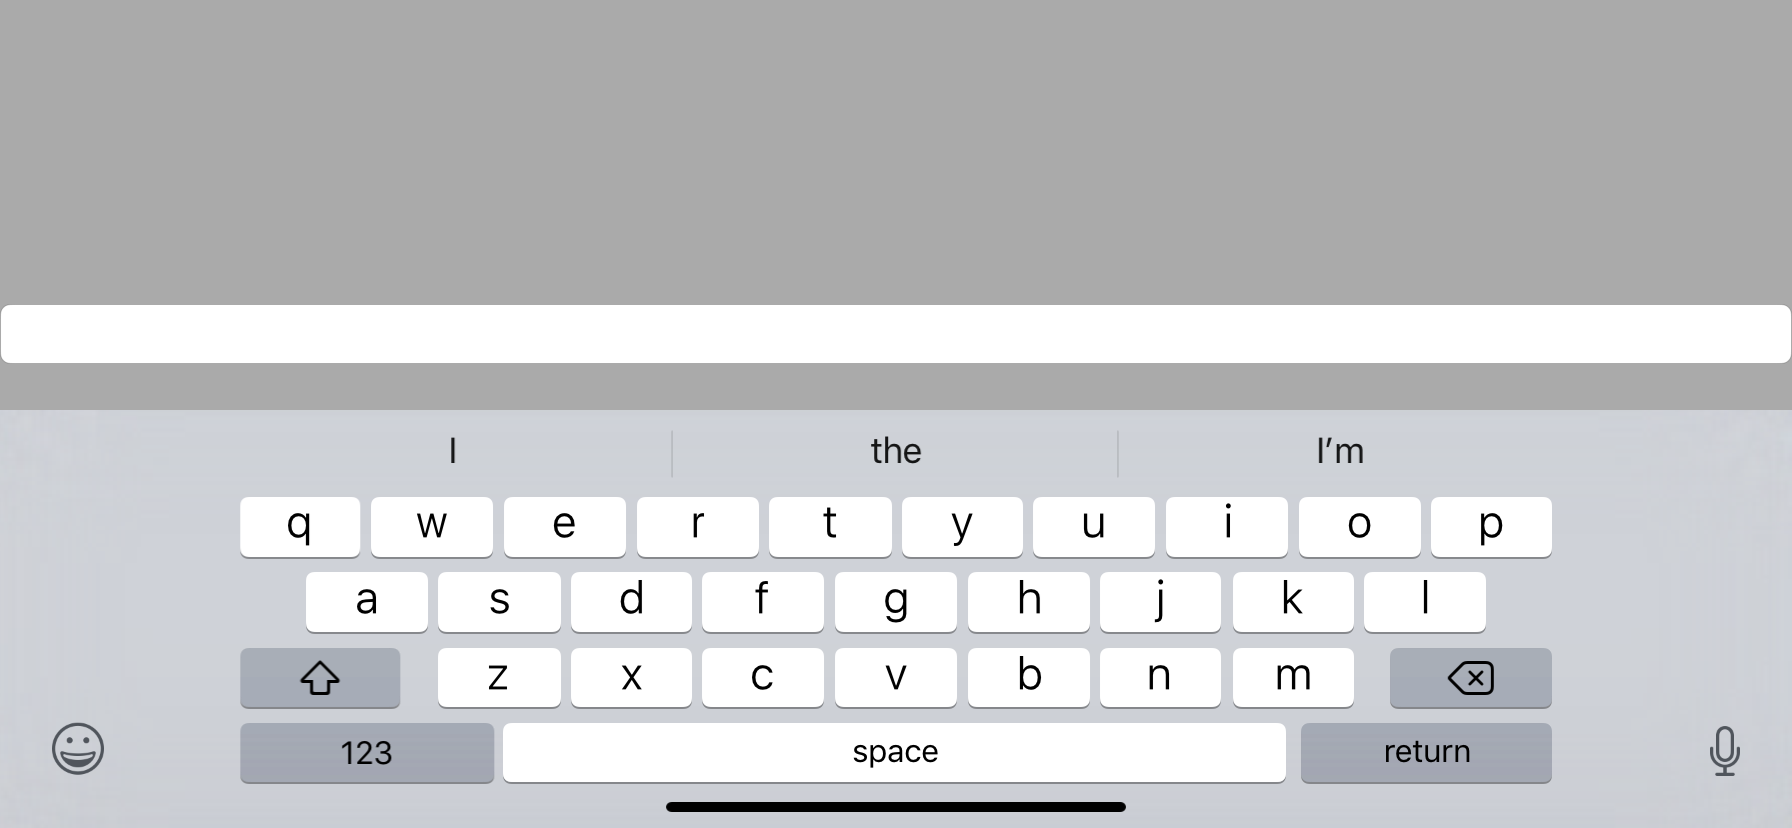 I the I’m
q w e r t y u i o p
a s d f g h j k l
z x c v b n m
123 space return